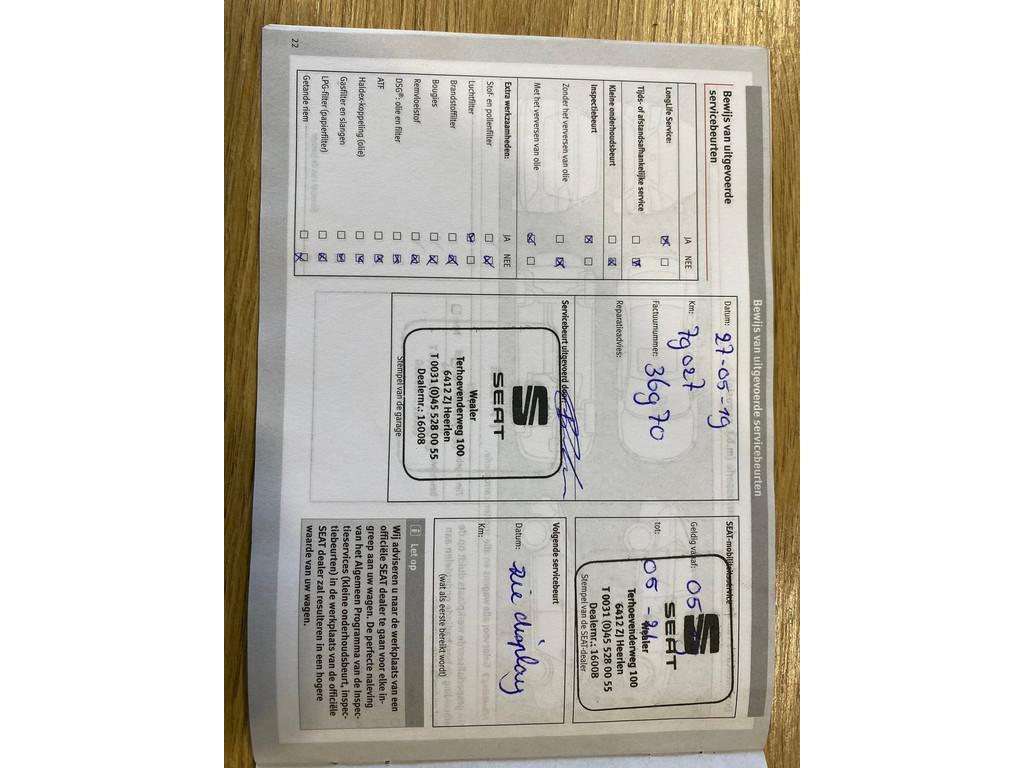 Bewijs van uitgevoerde servicebeurten
Bewijs van uitgevoerde
servicebeurten
JA NEE
LongLife Service:
Tijds- of afstandsafhankelijke service
Kleine onderhoudsbeurt
Inspectiebeurt
Zonder het verversen van olie
Met het verversen van olie
Extra werkzaamheden: JA NEE
Stof- en pollenfilter
Luchtfilter
Brandstoffilter
Bougies
Remvloeistof
DSG®: olie en filter
ATF
Haldex-koppeling (olie)
Gasfilter en slangen
LPG-filter (papierfilter)
Getande riem
22
Datum: 27-05-19
Km: 79027
Factuurnummer: 36970
Reparatieadvies:
Servicebeurt uitgevoerd door:
SEAT
Wealer
Terhoevenderweg 100
6412 ZJ Heerlen
T 0031 (0)45 528 00 55
Dealernr.: 16008
Stempel van de garage
SEAT-mobiliteitsservice
Geldig vanaf: 05
tot: 05 - 21
SEAT
Wealer
Terhoevenderweg 100
6412 ZJ Heerlen
T 0031 (0)45 528 00 55
Dealernr.: 16008
Stempel van de SEAT-dealer
Volgende servicebeurt
Datum: zie display
Km:
(wat als eerste bereikt wordt)
i Let op
Wij adviseren u naar de werkplaats van een
officiële SEAT dealer te gaan voor elke in-
greep aan uw wagen. De perfecte naleving
van het Algemeen Programma van de Inspec-
tieservices (kleine onderhoudsbeurt, inspec-
tiebeurten) in de werkplaats van de officiële
SEAT dealer zal resulteren in een hogere
waarde van uw wagen.